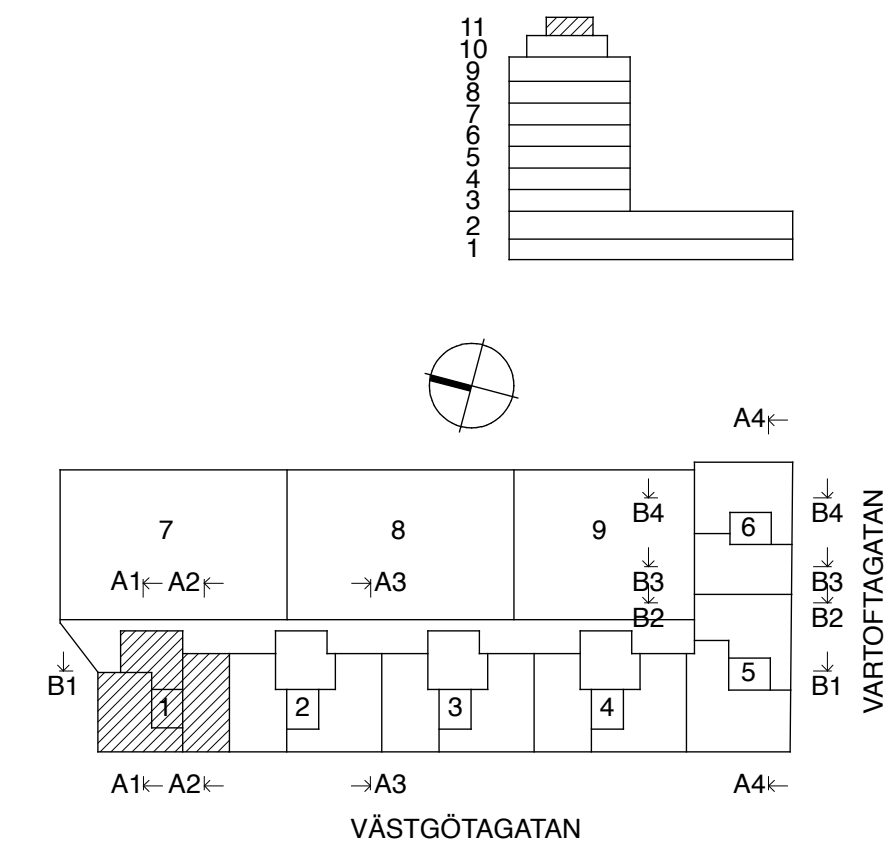 11
10
9
8
7
6
5
4
3
2
1
A4
7
8
9
B4
6
B4
A1 A2
A3
B3
B3
B2
B2
B1
1
2
3
4
5
B1
A1 A2
A3
A4
VÄSTGÖTAGATAN
VARTOFTAGATAN